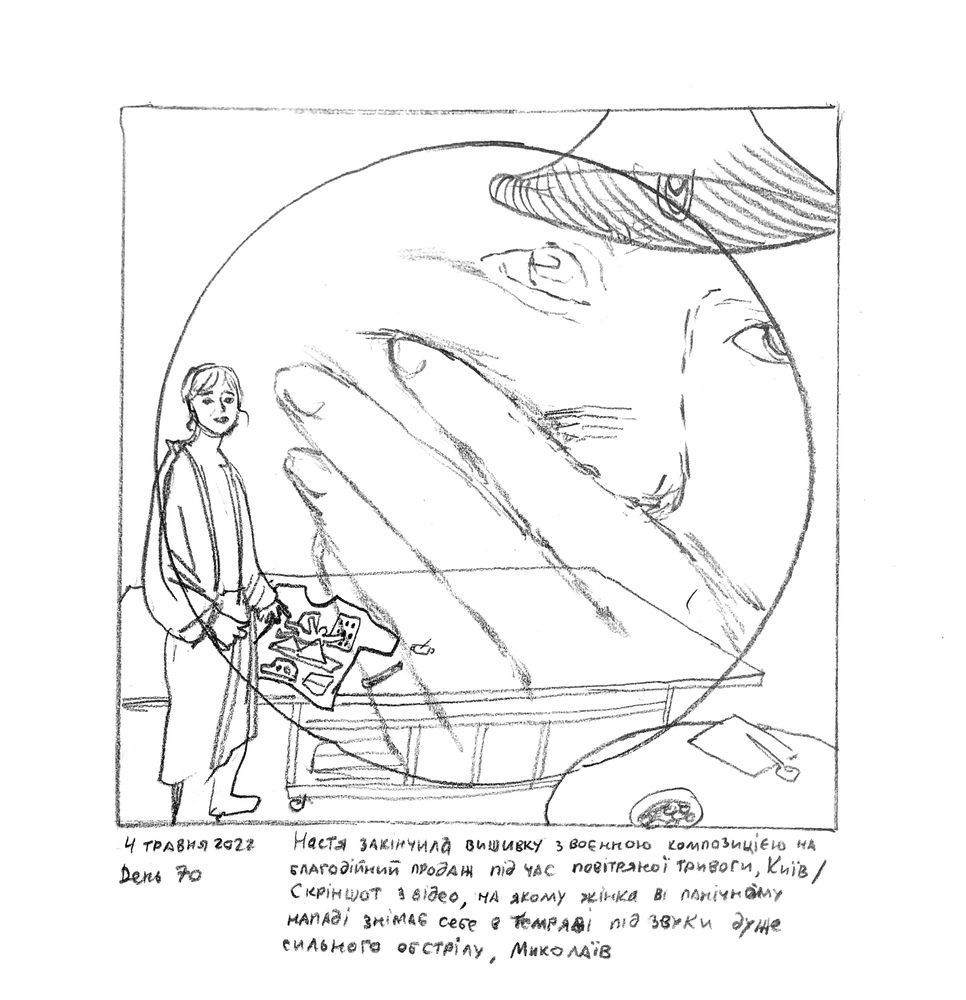 4 травня 2022
День 70
Настя закінчила вишивку з воєнною композицією на
благодійний продаж під час повітряної тривоги, Київ/
Скріншот з відео, на якому жінка ві панічному
нападі знімає себе в темряві під звуки дуже
сильного обстрілу, Миколаїв